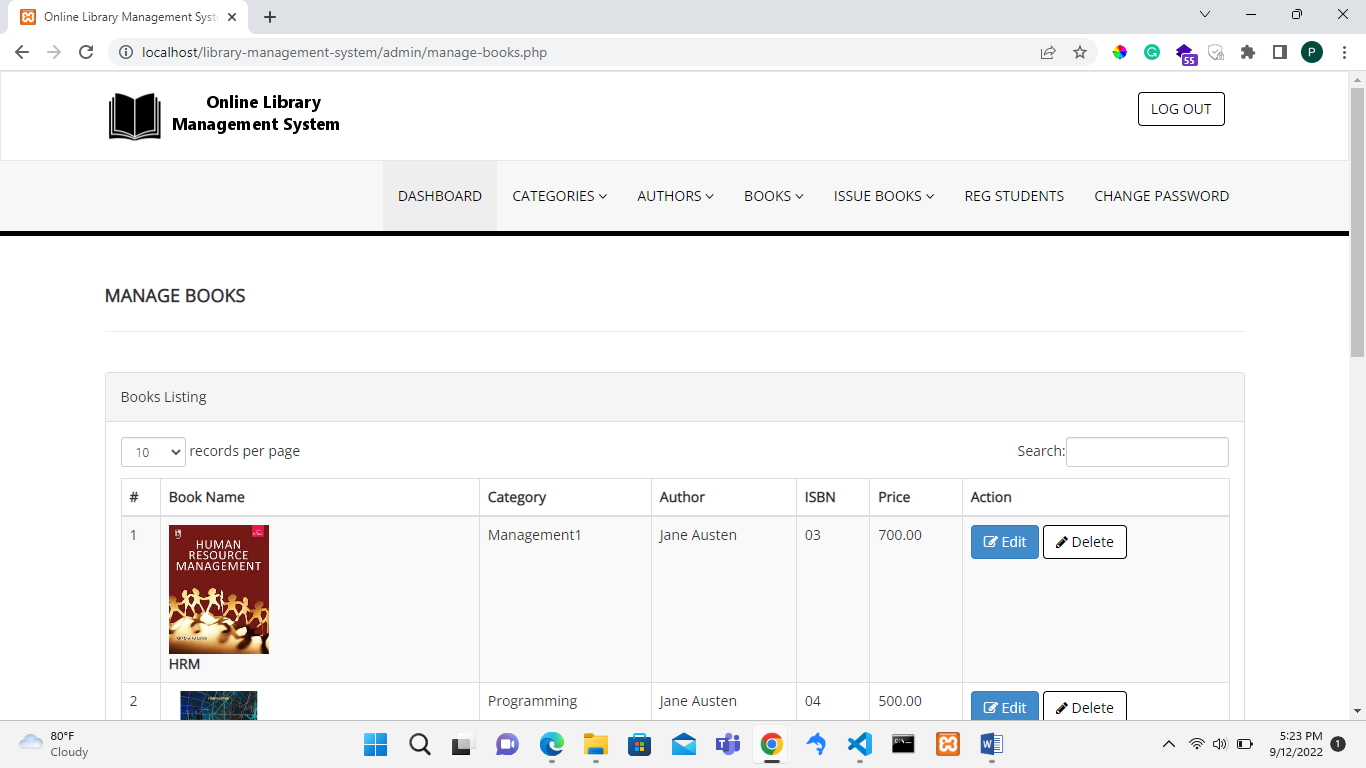 Online Library Management Syst
localhost/library-management-system/admin/manage-books.php
55
P
Online Library
Management System
LOG OUT
DASHBOARD CATEGORIES AUTHORS BOOKS ISSUE BOOKS REG STUDENTS CHANGE PASSWORD
MANAGE BOOKS
Books Listing
10 records per page Search:
# Book Name Category Author ISBN Price Action
1 Management1 Jane Austen 03 700.00 Edit Delete
HUMAN
RESOURCE
MANAGEMENT
HRM
2 Programming Jane Austen 04 500.00 Edit Delete
80°F
Cloudy
5:23 PM
9/12/2022
1